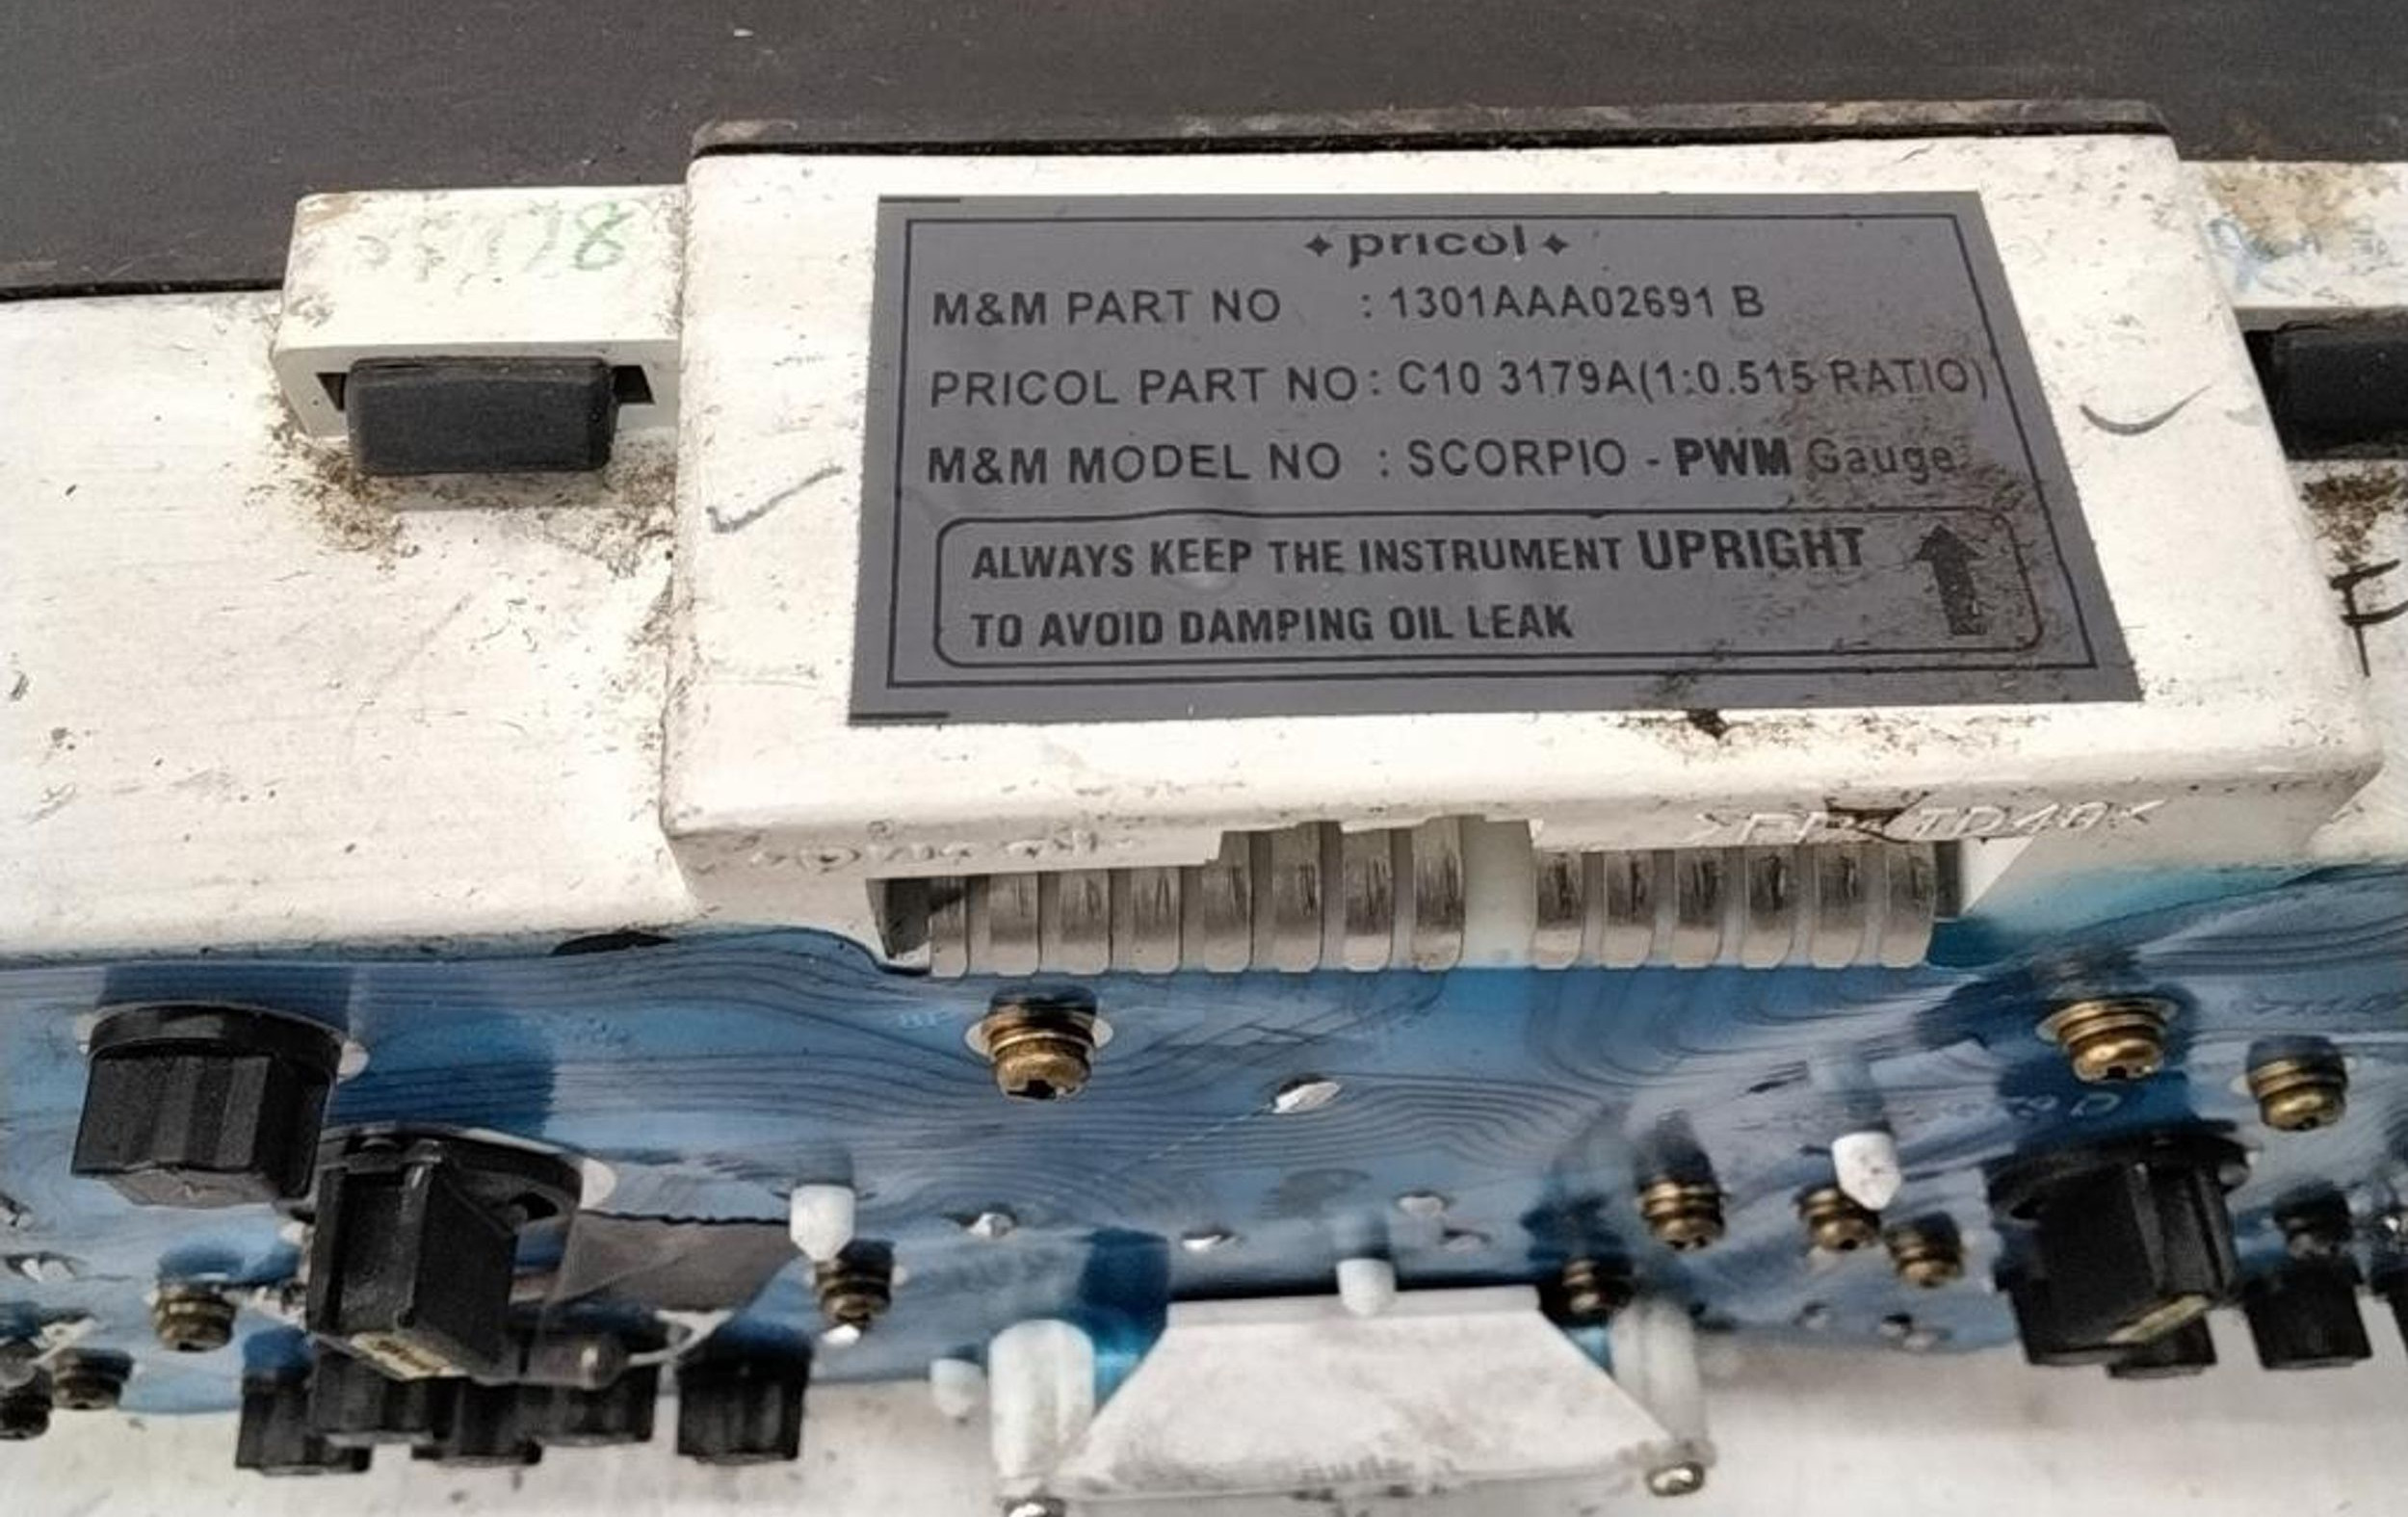 pricol
M&M PART NO : 1301AAA02691 B
PRICOL PART NO : C10 3179A(1:0.515 RATIO)
M&M MODEL NO : SCORPIO - PWM Gauge
ALWAYS KEEP THE INSTRUMENT UPRIGHT
TO AVOID DAMPING OIL LEAK